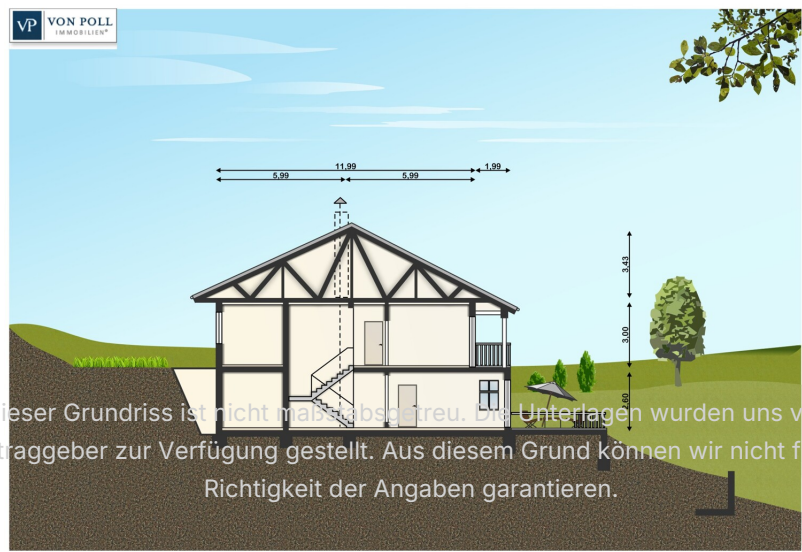 VP VON POLL
IMMOBILIEN®
11,99
1,99
5,99
5,99
3,43
3,00
2,60
ieser Grundriss ist nicht maßstabsgetreu. Die Unterlagen wurden uns v
traggeber zur Verfügung gestellt. Aus diesem Grund können wir nicht f
Richtigkeit der Angaben garantieren.